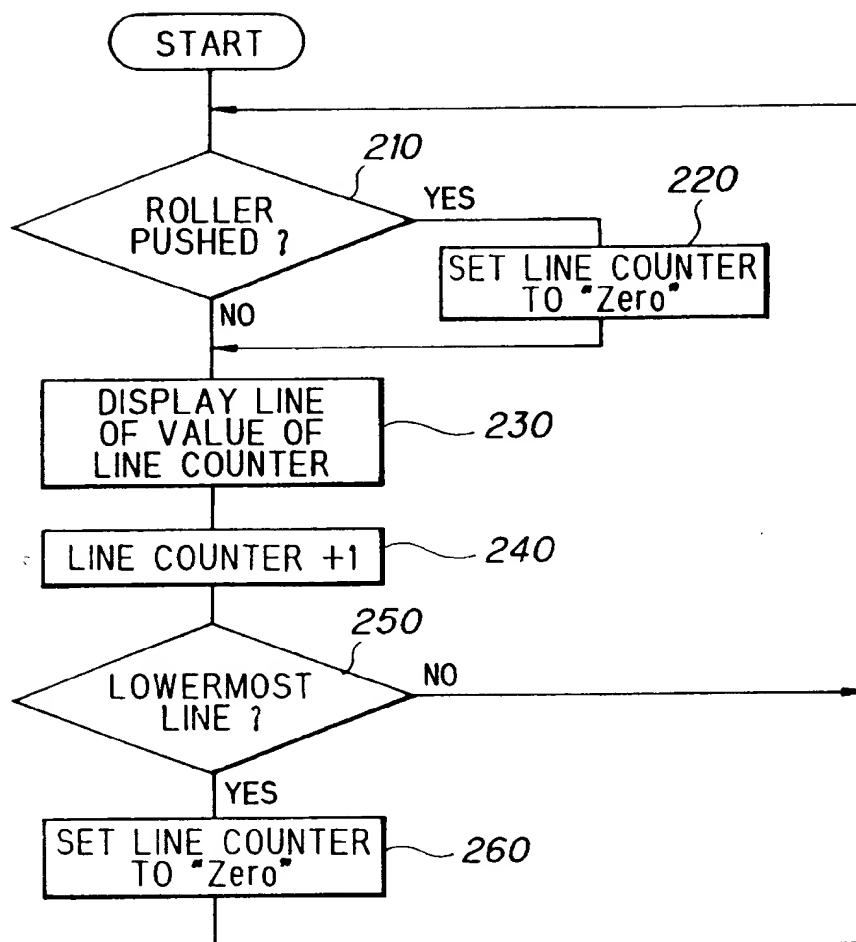 START
210
ROLLER
PUSHED ?
YES
220
SET LINE COUNTER
TO "Zero"
NO
DISPLAY LINE
OF VALUE OF
LINE COUNTER
230
LINE COUNTER +1
240
250
LOWERMOST
LINE ?
NO
YES
SET LINE COUNTER
TO "Zero"
260